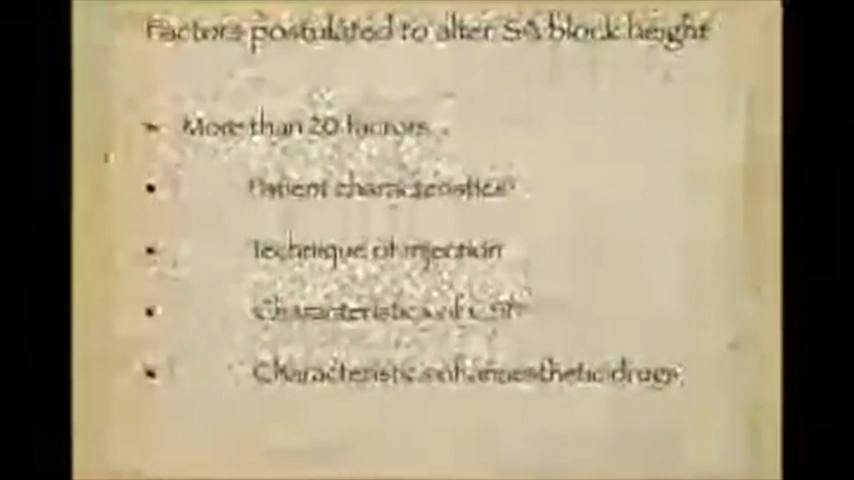 Factors postulated to alter SA block height
More than 20 factors
Patient characteristics
Technique of injection
Characteristics of CSF
Characteristics of anaesthetic drugs